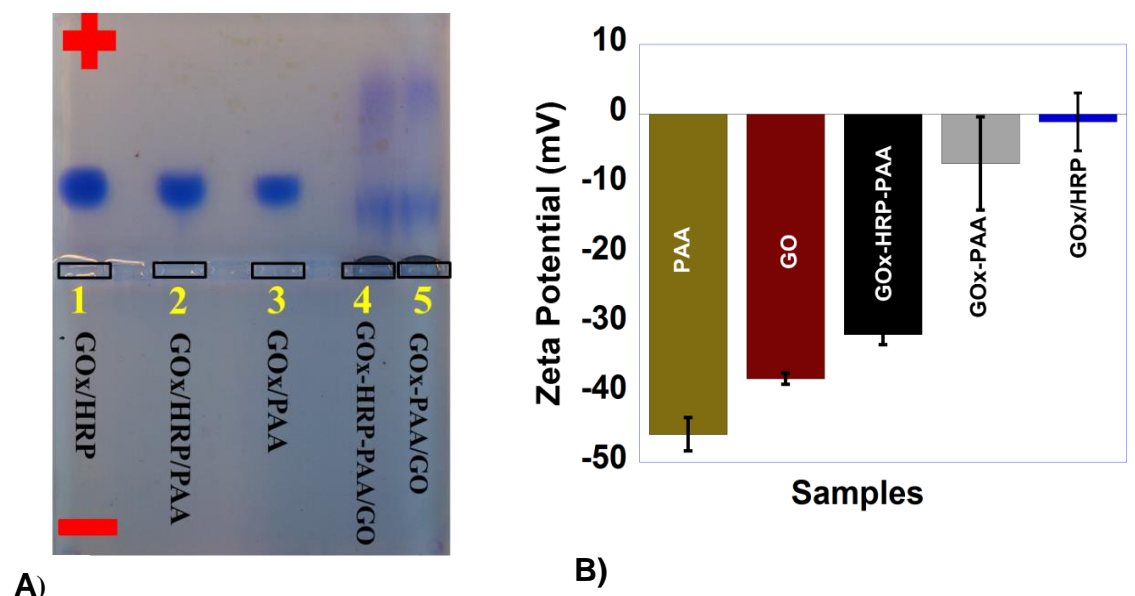 1
2
3
4
5
GOx/HRP
GOx/HRP/PAA
GOx/PAA
GOx-HRP-PAA/GO
GOx-PAA/GO
A)
10
0
-10
-20
-30
-40
-50
Zeta Potential (mV)
PAA
GO
GOx-HRP-PAA
GOx-PAA
GOx/HRP
Samples
B)